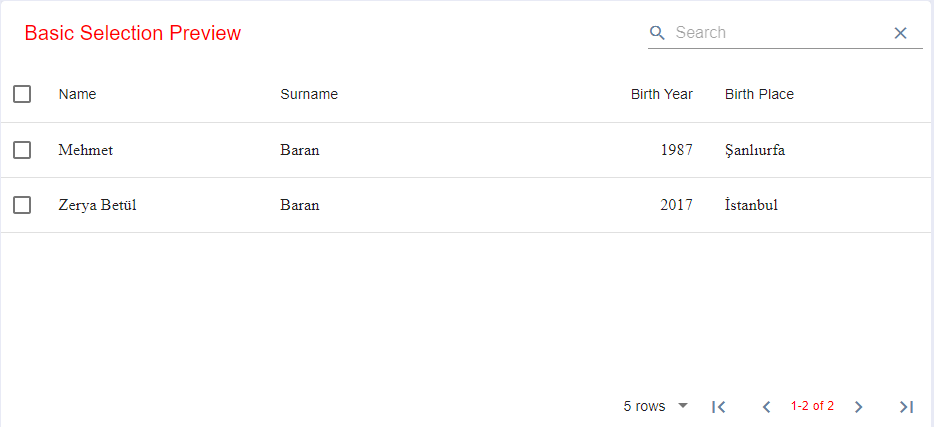 Basic Selection Preview Search
Name Surname Birth Year Birth Place
Mehmet Baran 1987 Şanlıurfa
Zerya Betül Baran 2017 İstanbul
5 rows 1-2 of 2